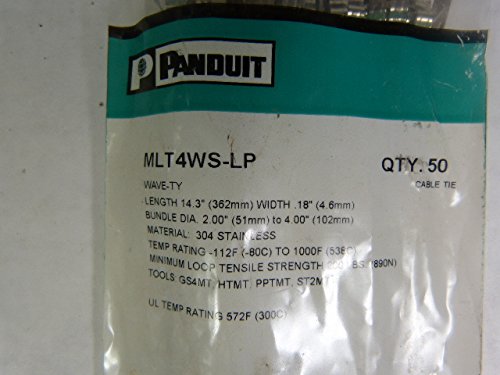 P PANDUIT
MLT4WS-LP QTY. 50
CABLE TIE
WAVE-TY
LENGTH 14.3" (362mm) WIDTH .18" (4.6mm)
BUNDLE DIA. 2.00" (51mm) to 4.00" (102mm)
MATERIAL: 304 STAINLESS
TEMP RATING -112F (-80C) TO 1000F (538C)
MINIMUM LOOP TENSILE STRENGTH (890N)
TOOLS: GS4MT, HTMT, PPTMT, ST2MT
UL TEMP RATING 572F (300C)